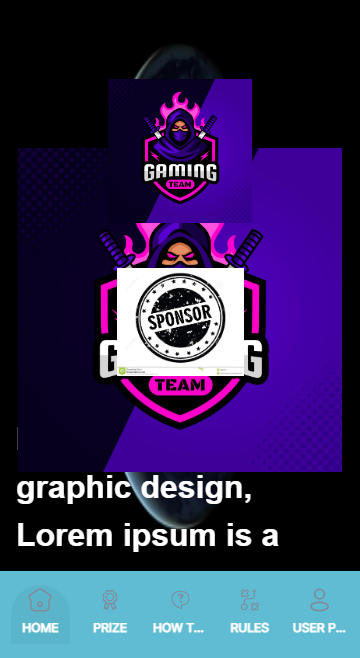 GAMING
TEAM
SPONSOR
G
G
TEAM
graphic design,
Lorem ipsum is a
HOME
PRIZE
HOW T...
RULES
USER P...